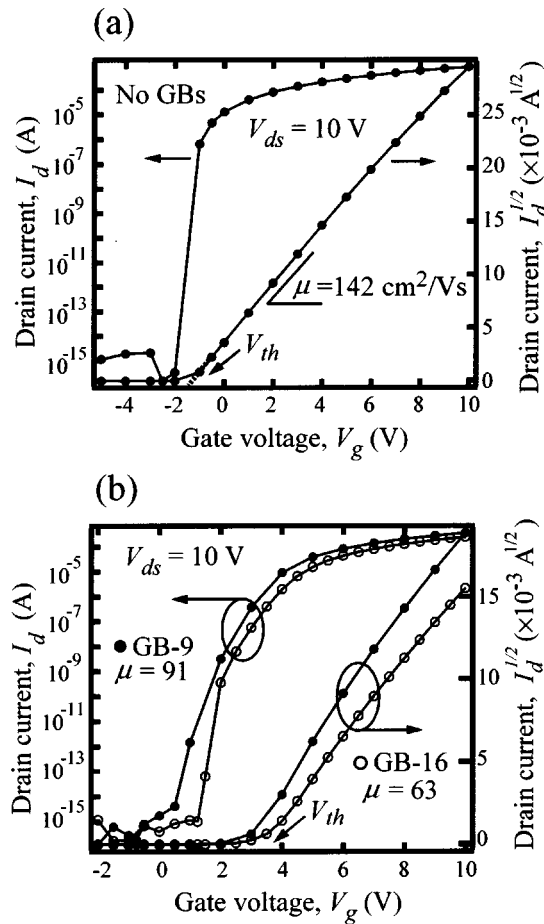 (a)
No GBs
V_ds = 10 V
μ = 142 cm²/Vs
V_th
Drain current, I_d (A)
10⁻⁵
10⁻⁷
10⁻⁹
10⁻¹¹
10⁻¹³
10⁻¹⁵
Drain current, I_d^1/2 (×10⁻³ A^1/2)
25
20
15
10
5
0
-4 -2 0 2 4 6 8 10
Gate voltage, V_g (V)
(b)
V_ds = 10 V
GB-9
μ = 91
GB-16
μ = 63
V_th
Drain current, I_d (A)
10⁻⁵
10⁻⁷
10⁻⁹
10⁻¹¹
10⁻¹³
10⁻¹⁵
Drain current, I_d^1/2 (×10⁻³ A^1/2)
15
10
5
0
-2 0 2 4 6 8 10
Gate voltage, V_g (V)